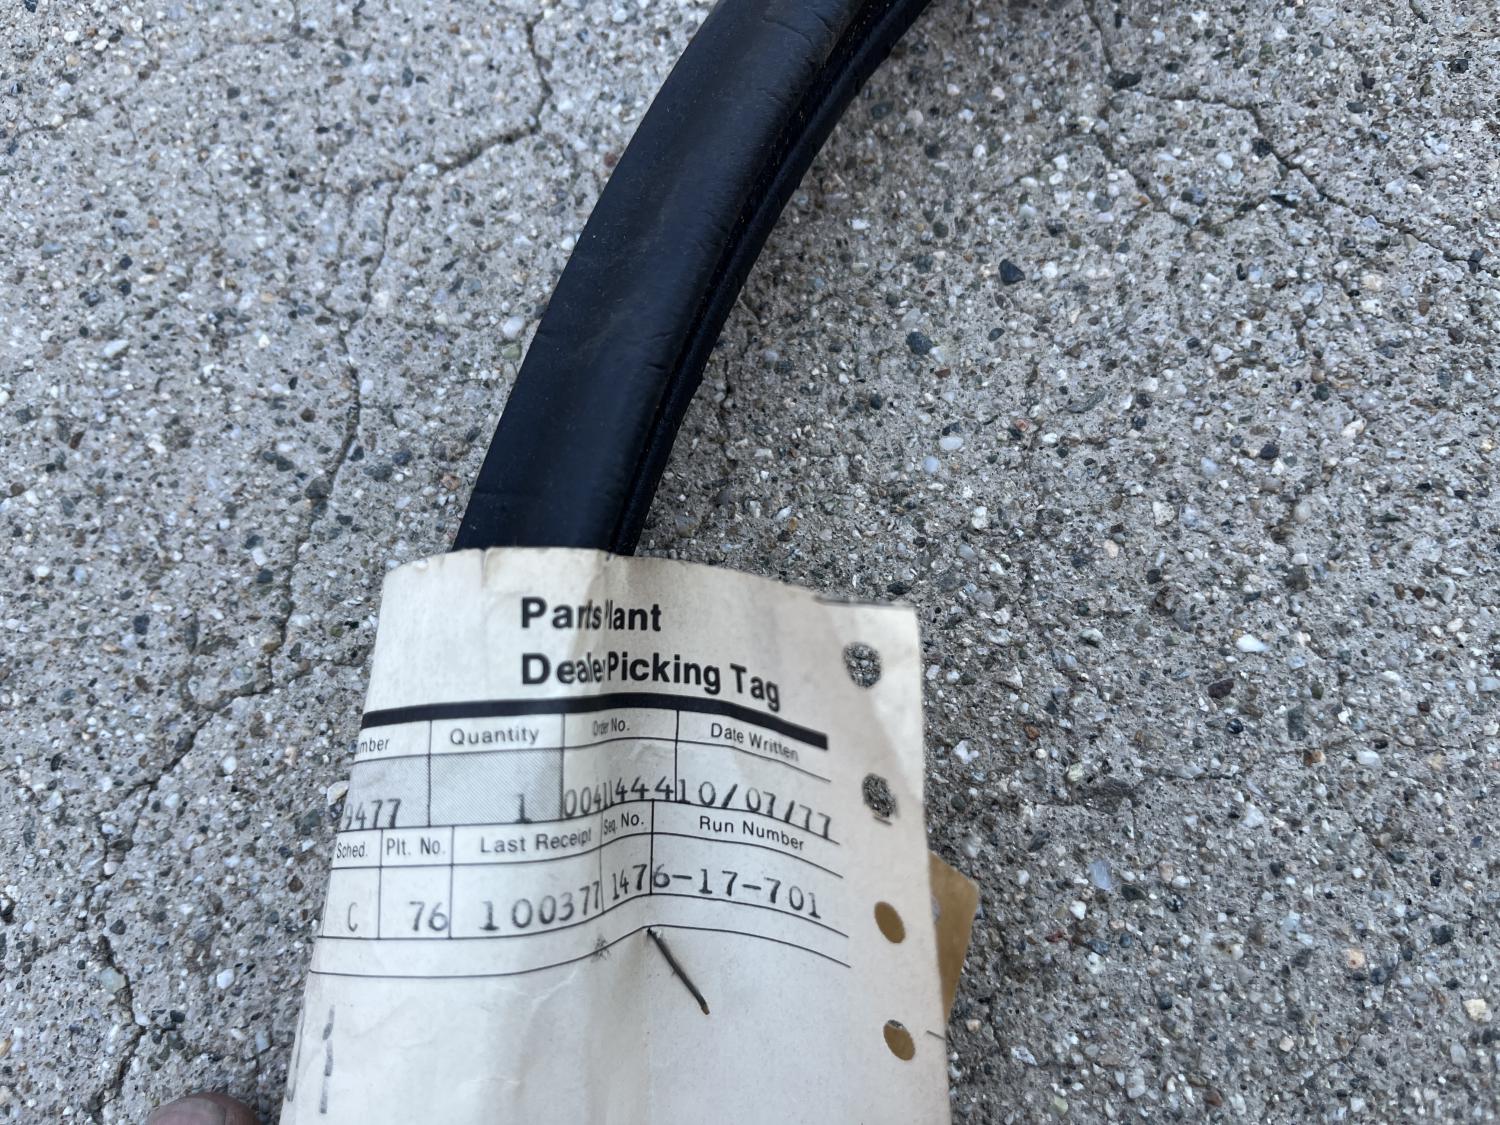 Parts Plant
Dealer Picking Tag
mber Quantity Order No. Date Written
9477 1 00411444 10/07/77
Sched. Plt. No. Last Receipt Seq. No. Run Number
C 76 100377 1476-17-701